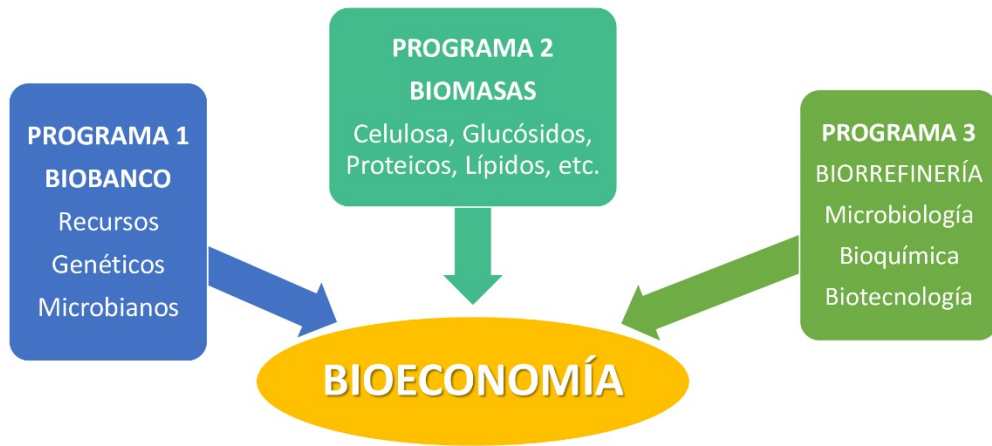 PROGRAMA 1
BIOBANCO
Recursos
Genéticos
Microbianos
PROGRAMA 2
BIOMASAS
Celulosa, Glucósidos,
Proteicos, Lípidos, etc.
PROGRAMA 3
BIORREFINERÍA
Microbiología
Bioquímica
Biotecnología
BIOECONOMÍA